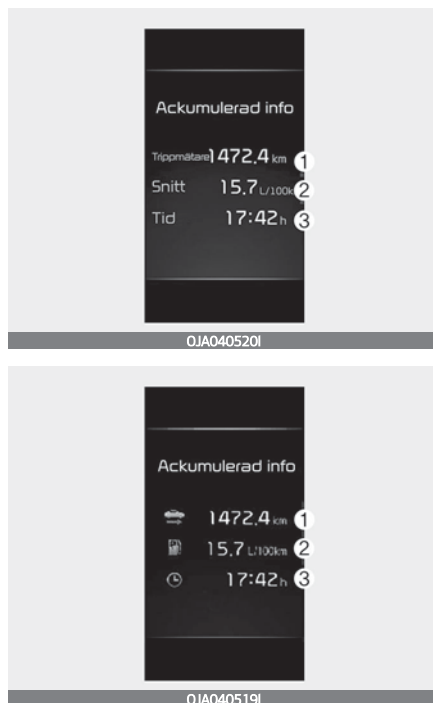 Ackumulerad info
Trippmätare 1472,4 km ①
Snitt 15,7 L/100k ②
Tid 17:42 h ③
OJA040520I
Ackumulerad info
1472,4 km ①
15,7 L/100km ②
17:42 h ③
OJA040519I